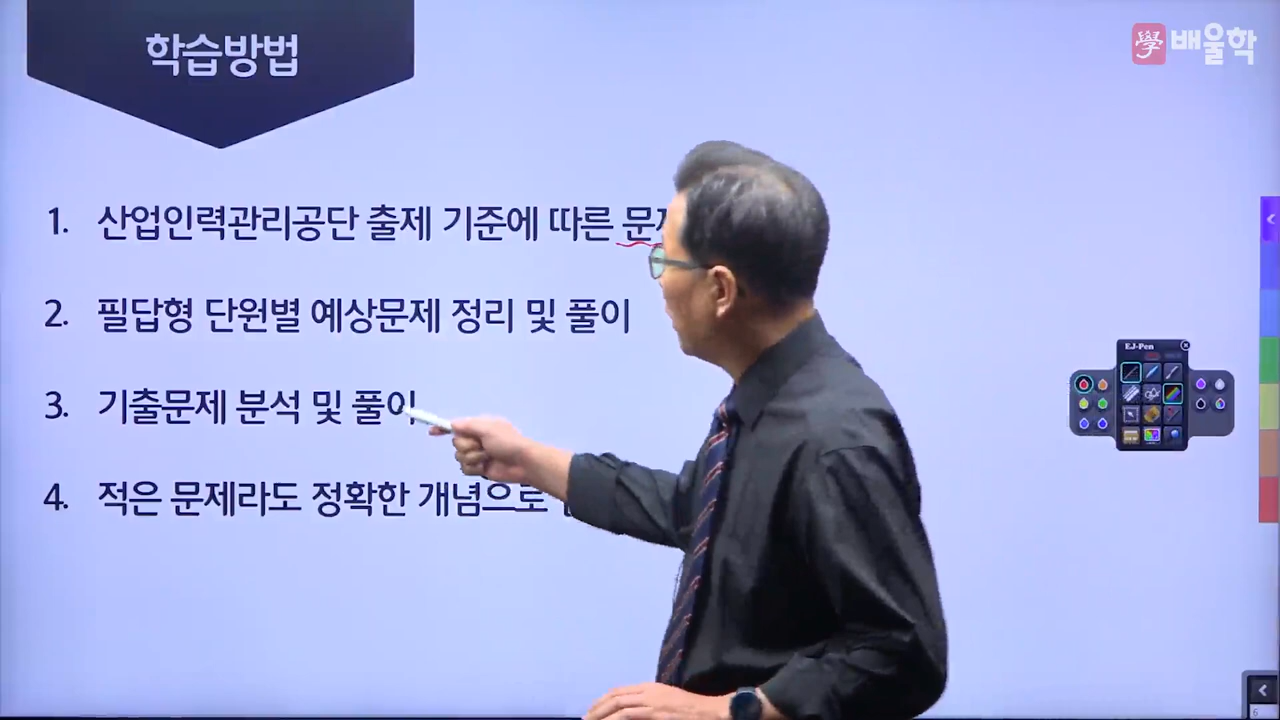 학습방법
學 배울학
1. 산업인력관리공단 출제 기준에 따른
2. 필답형 단원별 예상문제 정리 및 풀이
3. 기출문제 분석 및 풀이
4. 적은 문제라도 정확한 개념으로
EJ-Pen
6